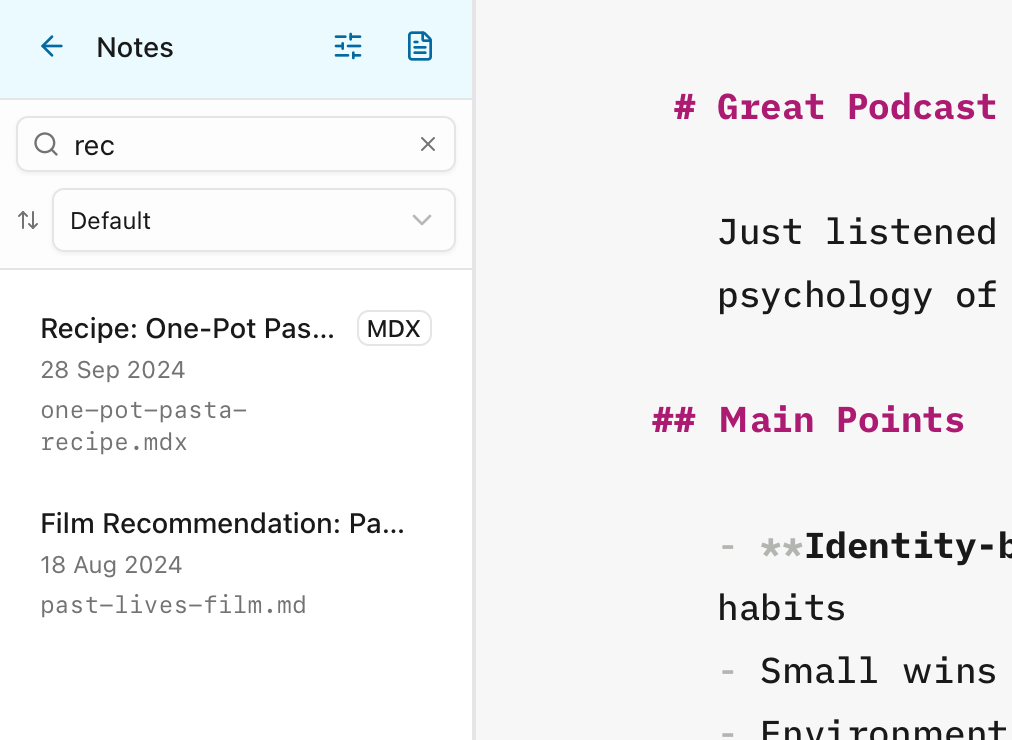 Notes
rec
Default
Recipe: One-Pot Pas...
MDX
28 Sep 2024
one-pot-pasta-
recipe.mdx
Film Recommendation: Pa...
18 Aug 2024
past-lives-film.md
# Great Podcast
Just listened
psychology of
## Main Points
- **Identity-b
habits
- Small wins
- Environment